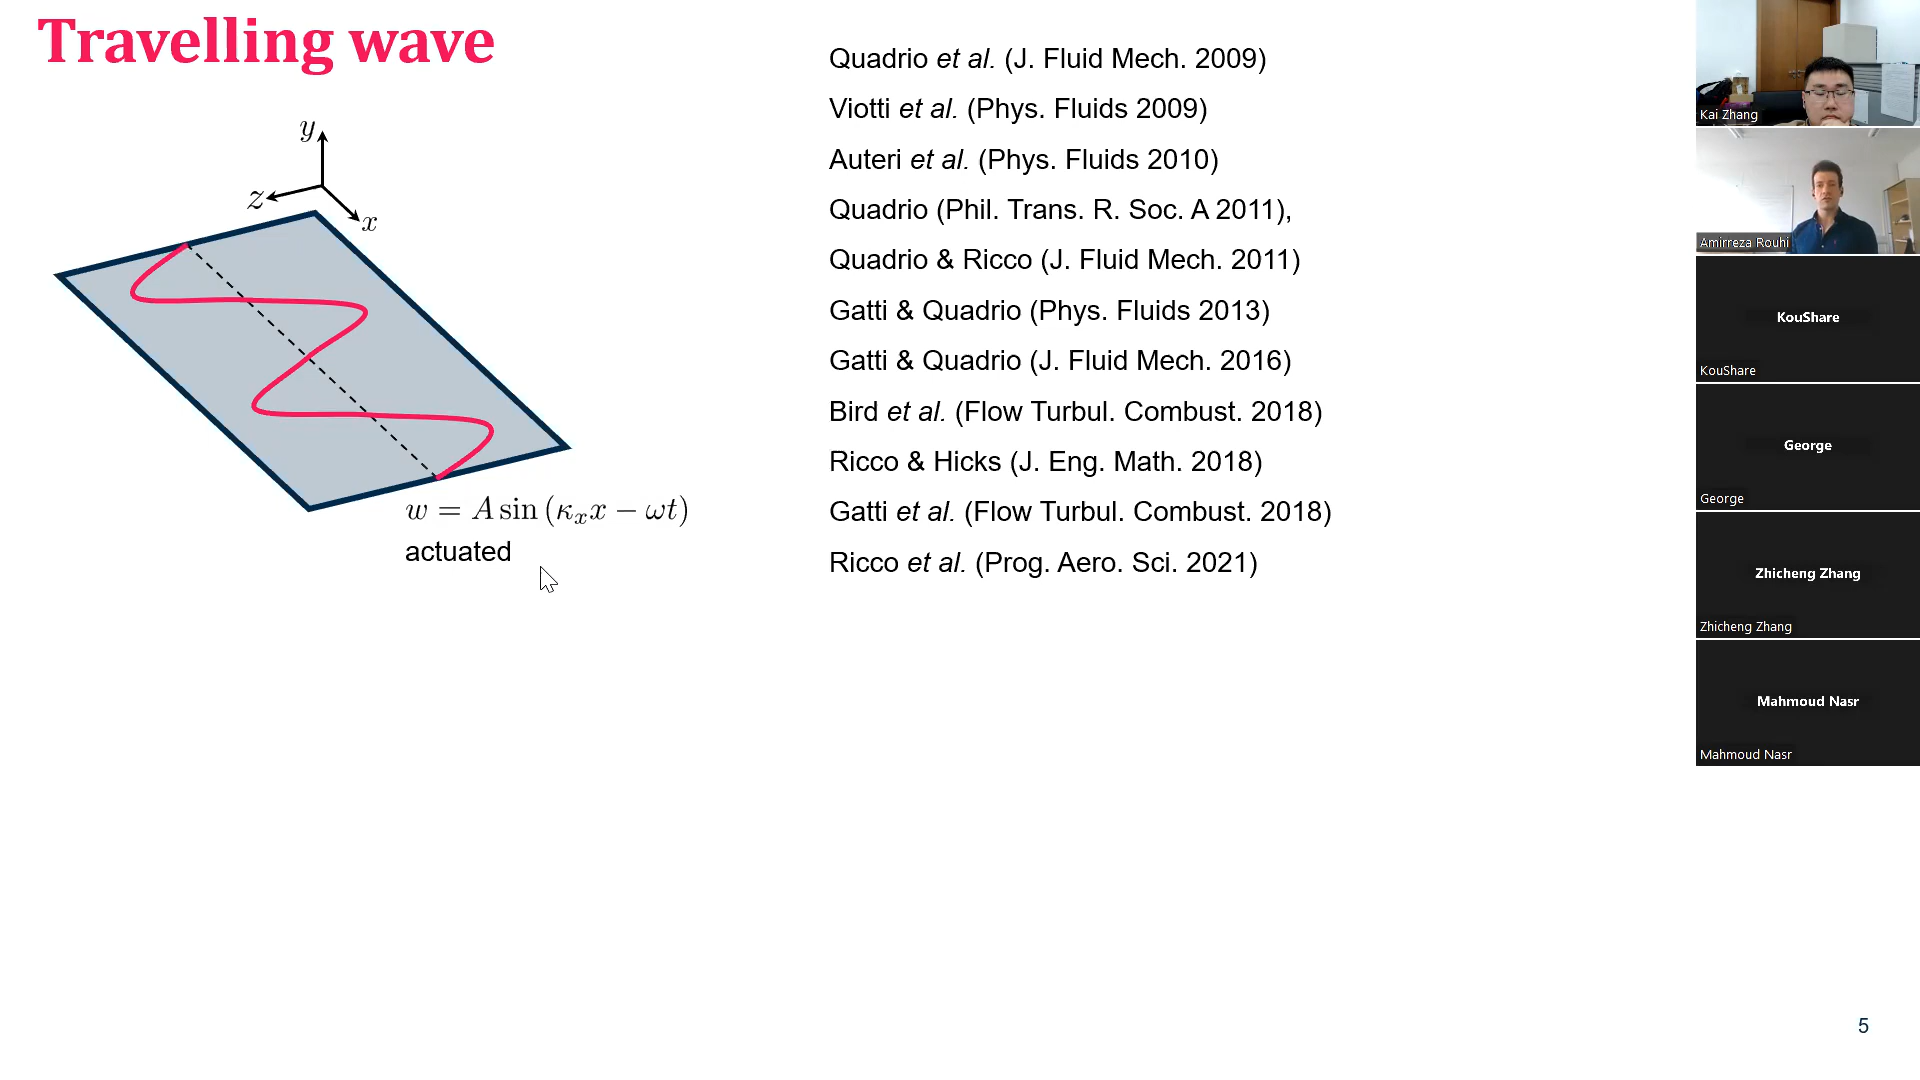 Travelling wave
y
z
x
w = A sin (κₓx − ωt)
actuated
Quadrio et al. (J. Fluid Mech. 2009)
Viotti et al. (Phys. Fluids 2009)
Auteri et al. (Phys. Fluids 2010)
Quadrio (Phil. Trans. R. Soc. A 2011),
Quadrio & Ricco (J. Fluid Mech. 2011)
Gatti & Quadrio (Phys. Fluids 2013)
Gatti & Quadrio (J. Fluid Mech. 2016)
Bird et al. (Flow Turbul. Combust. 2018)
Ricco & Hicks (J. Eng. Math. 2018)
Gatti et al. (Flow Turbul. Combust. 2018)
Ricco et al. (Prog. Aero. Sci. 2021)
5
Kai Zhang
Amirreza Rouhi
KouShare
KouShare
George
George
Zhicheng Zhang
Zhicheng Zhang
Mahmoud Nasr
Mahmoud Nasr